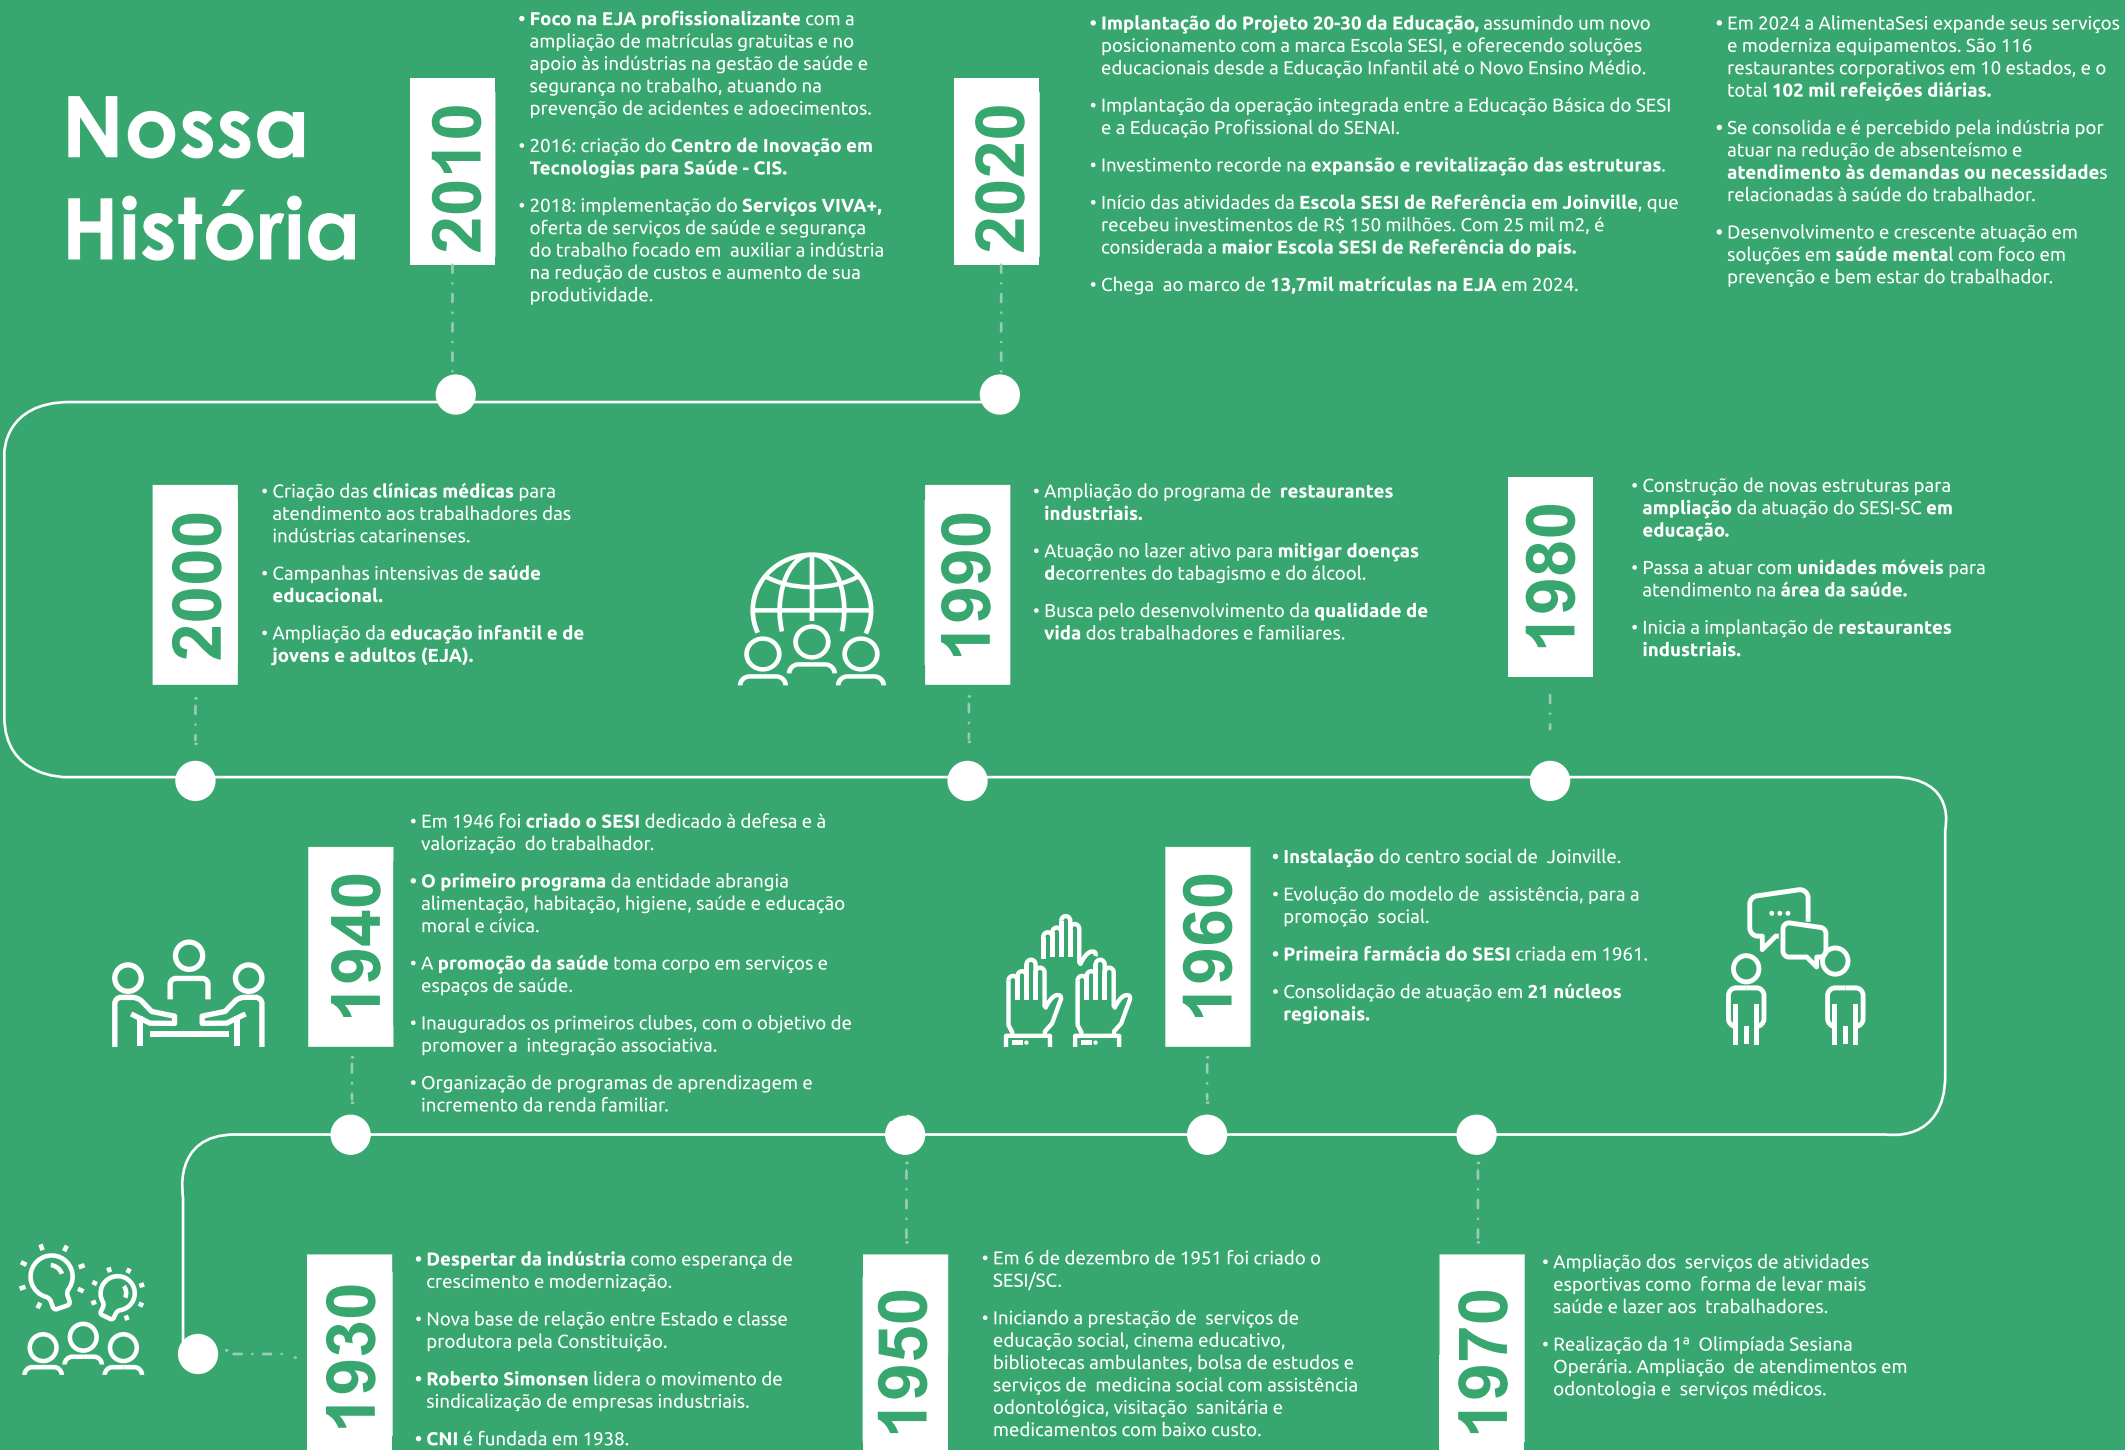 Nossa
História
2010
• Foco na EJA profissionalizante com a
ampliação de matrículas gratuitas e no
apoio às indústrias na gestão de saúde e
segurança no trabalho, atuando na
prevenção de acidentes e adoecimentos.
• 2016: criação do Centro de Inovação em
Tecnologias para Saúde - CIS.
• 2018: implementação do Serviços VIVA+,
oferta de serviços de saúde e segurança
do trabalho focado em auxiliar a indústria
na redução de custos e aumento de sua
produtividade.
2020
• Implantação do Projeto 20-30 da Educação, assumindo um novo
posicionamento com a marca Escola SESI, e oferecendo soluções
educacionais desde a Educação Infantil até o Novo Ensino Médio.
• Implantação da operação integrada entre a Educação Básica do SESI
e a Educação Profissional do SENAI.
• Investimento recorde na expansão e revitalização das estruturas.
• Início das atividades da Escola SESI de Referência em Joinville, que
recebeu investimentos de R$ 150 milhões. Com 25 mil m2, é
considerada a maior Escola SESI de Referência do país.
• Chega ao marco de 13,7mil matrículas na EJA em 2024.
• Em 2024 a AlimentaSesi expande seus serviços
e moderniza equipamentos. São 116
restaurantes corporativos em 10 estados, e o
total 102 mil refeições diárias.
• Se consolida e é percebido pela indústria por
atuar na redução de absenteísmo e
atendimento às demandas ou necessidades
relacionadas à saúde do trabalhador.
• Desenvolvimento e crescente atuação em
soluções em saúde mental com foco em
prevenção e bem estar do trabalhador.
2000
• Criação das clínicas médicas para
atendimento aos trabalhadores das
indústrias catarinenses.
• Campanhas intensivas de saúde
educacional.
• Ampliação da educação infantil e de
jovens e adultos (EJA).
1990
• Ampliação do programa de restaurantes
industriais.
• Atuação no lazer ativo para mitigar doenças
decorrentes do tabagismo e do álcool.
• Busca pelo desenvolvimento da qualidade de
vida dos trabalhadores e familiares.
1980
• Construção de novas estruturas para
ampliação da atuação do SESI-SC em
educação.
• Passa a atuar com unidades móveis para
atendimento na área da saúde.
• Inicia a implantação de restaurantes
industriais.
1940
• Em 1946 foi criado o SESI dedicado à defesa e à
valorização do trabalhador.
• O primeiro programa da entidade abrangia
alimentação, habitação, higiene, saúde e educação
moral e cívica.
• A promoção da saúde toma corpo em serviços e
espaços de saúde.
• Inaugurados os primeiros clubes, com o objetivo de
promover a integração associativa.
• Organização de programas de aprendizagem e
incremento da renda familiar.
1960
• Instalação do centro social de Joinville.
• Evolução do modelo de assistência, para a
promoção social.
• Primeira farmácia do SESI criada em 1961.
• Consolidação de atuação em 21 núcleos
regionais.
1930
• Despertar da indústria como esperança de
crescimento e modernização.
• Nova base de relação entre Estado e classe
produtora pela Constituição.
• Roberto Simonsen lidera o movimento de
sindicalização de empresas industriais.
• CNI é fundada em 1938.
1950
• Em 6 de dezembro de 1951 foi criado o
SESI/SC.
• Iniciando a prestação de serviços de
educação social, cinema educativo,
bibliotecas ambulantes, bolsa de estudos e
serviços de medicina social com assistência
odontológica, visitação sanitária e
medicamentos com baixo custo.
1970
• Ampliação dos serviços de atividades
esportivas como forma de levar mais
saúde e lazer aos trabalhadores.
• Realização da 1ª Olimpíada Sesiana
Operária. Ampliação de atendimentos em
odontologia e serviços médicos.